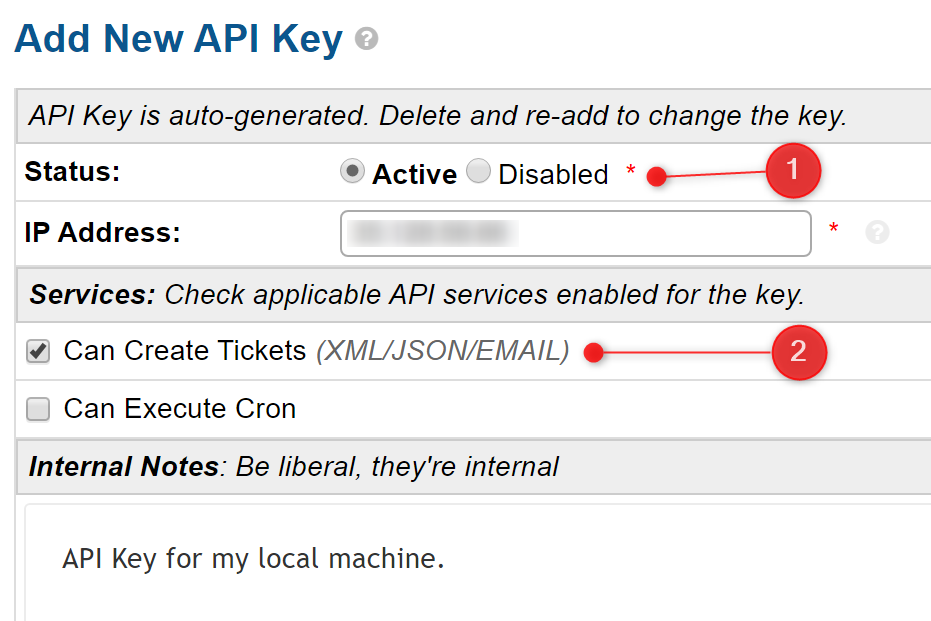 Add New API Key ?
API Key is auto-generated. Delete and re-add to change the key.
Status: Active Disabled * 1
IP Address: * ?
Services: Check applicable API services enabled for the key.
Can Create Tickets (XML/JSON/EMAIL) 2
Can Execute Cron
Internal Notes: Be liberal, they're internal
API Key for my local machine.